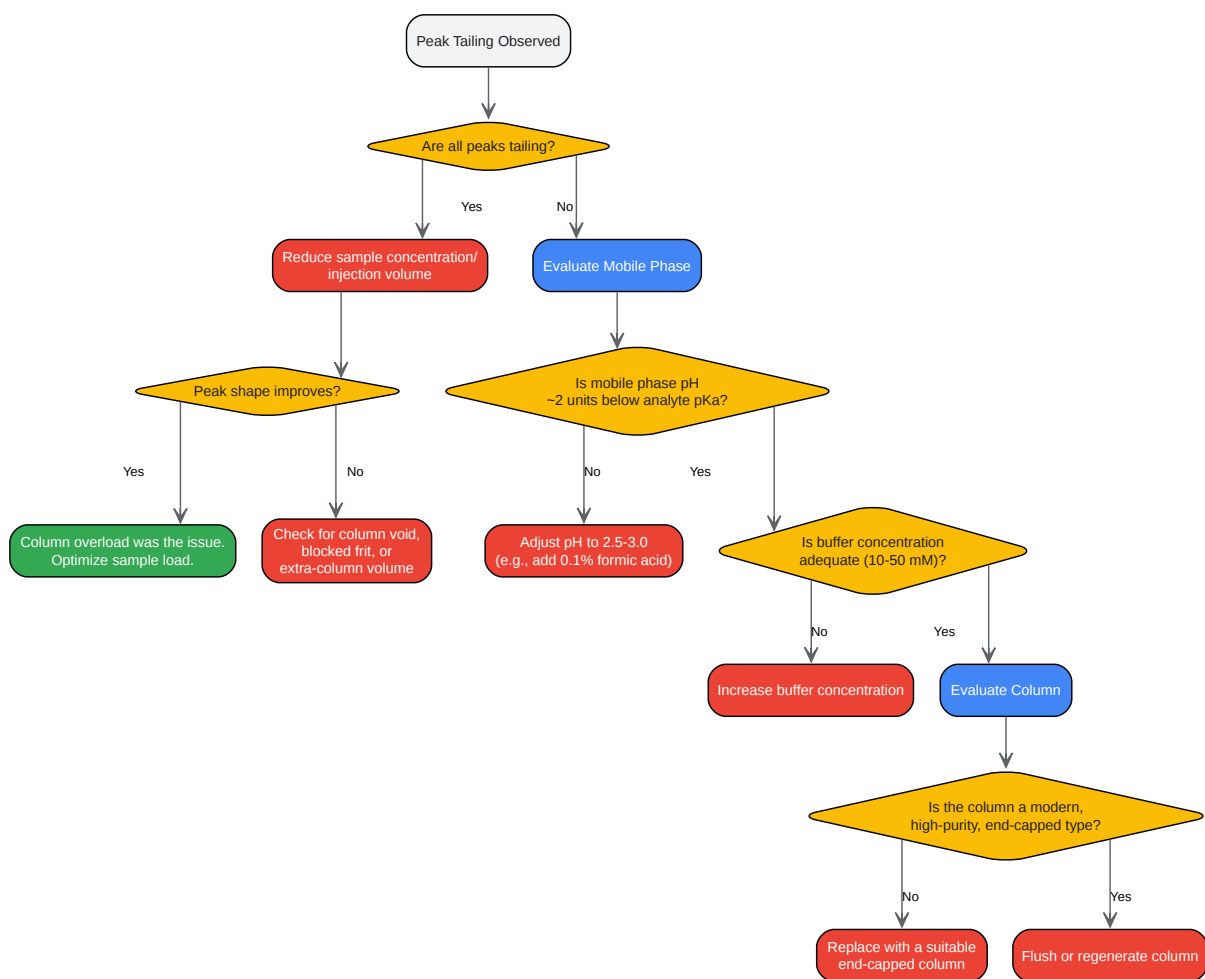 Peak Tailing Observed
Are all peaks tailing?
Yes
No
Reduce sample concentration/
injection volume
Evaluate Mobile Phase
Peak shape improves?
Is mobile phase pH
~2 units below analyte pKa?
Yes
No
No
Yes
Column overload was the issue.
Optimize sample load.
Check for column void,
blocked frit, or
extra-column volume
Adjust pH to 2.5-3.0
(e.g., add 0.1% formic acid)
Is buffer concentration
adequate (10-50 mM)?
No
Yes
Increase buffer concentration
Evaluate Column
Is the column a modern,
high-purity, end-capped type?
No
Yes
Replace with a suitable
end-capped column
Flush or regenerate column